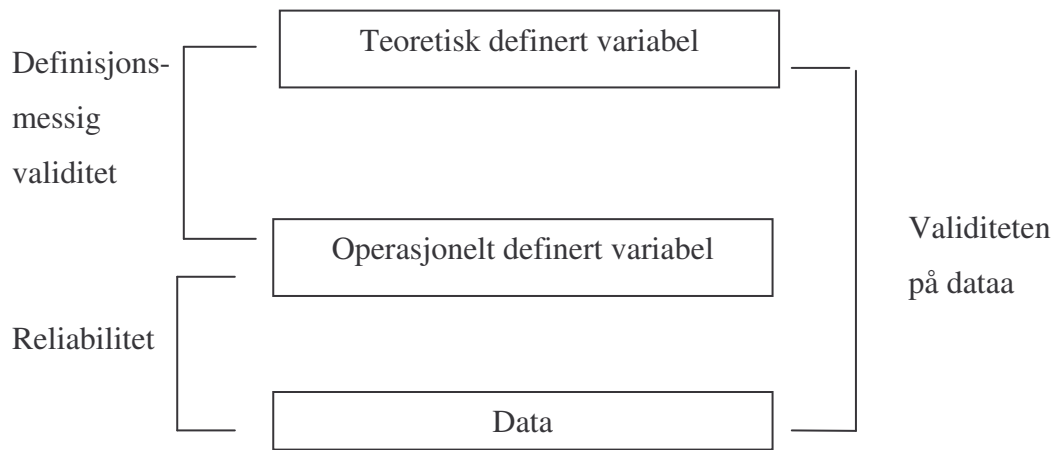 Teoretisk definert variabel
Definisjons-
messig
validitet
Operasjonelt definert variabel
Validiteten
på dataa
Reliabilitet
Data